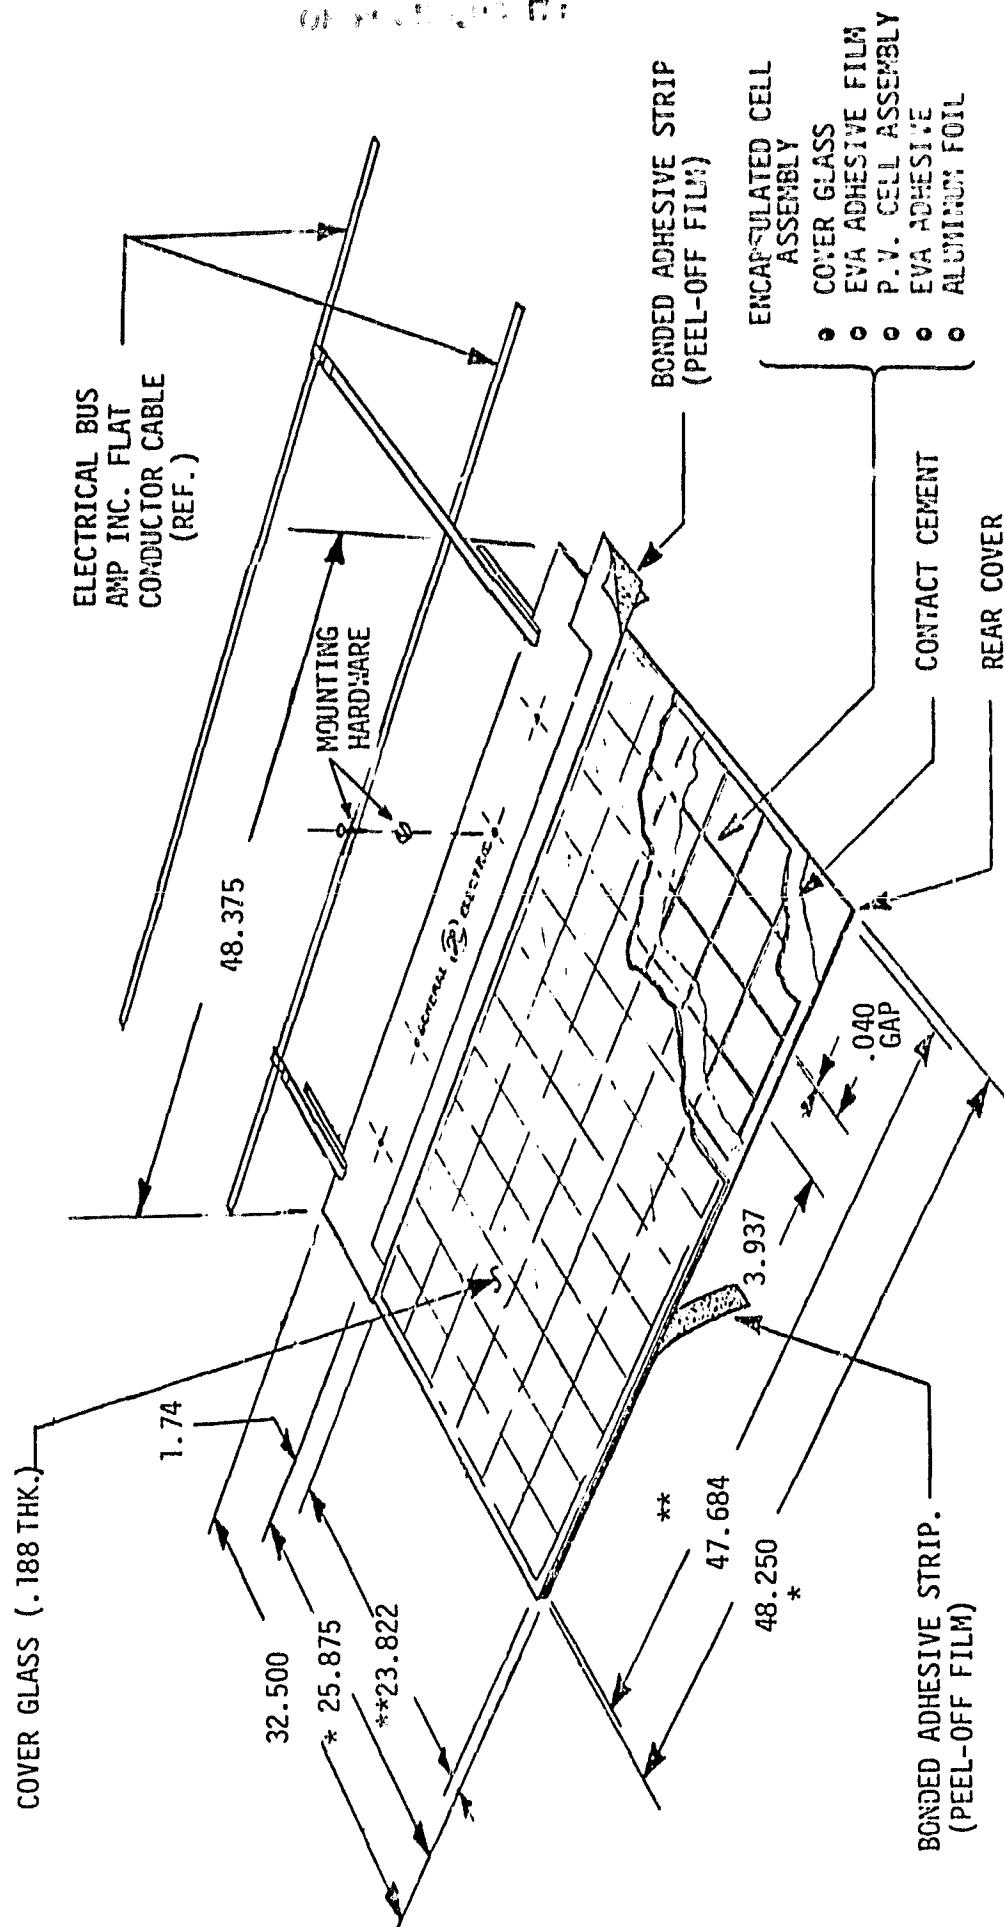 COVER GLASS (.188 THK.)
1.74
32.500
* 25.875
**23.822
ELECTRICAL BUS
AMP INC. FLAT
CONDUCTOR CABLE
(REF.)
48.375
MOUNTING
HARDWARE
GENERAL ELECTRIC
BONDED ADHESIVE STRIP
(PEEL-OFF FILM)
ENCAPSULATED CELL
ASSEMBLY
• COVER GLASS
• EVA ADHESIVE FILM
• P.V. CELL ASSEMBLY
• EVA ADHESIVE
• ALUMINUM FOIL
CONTACT CEMENT
REAR COVER
.040
GAP
3.937
**
47.684
48.250
*
BONDED ADHESIVE STRIP.
(PEEL-OFF FILM)